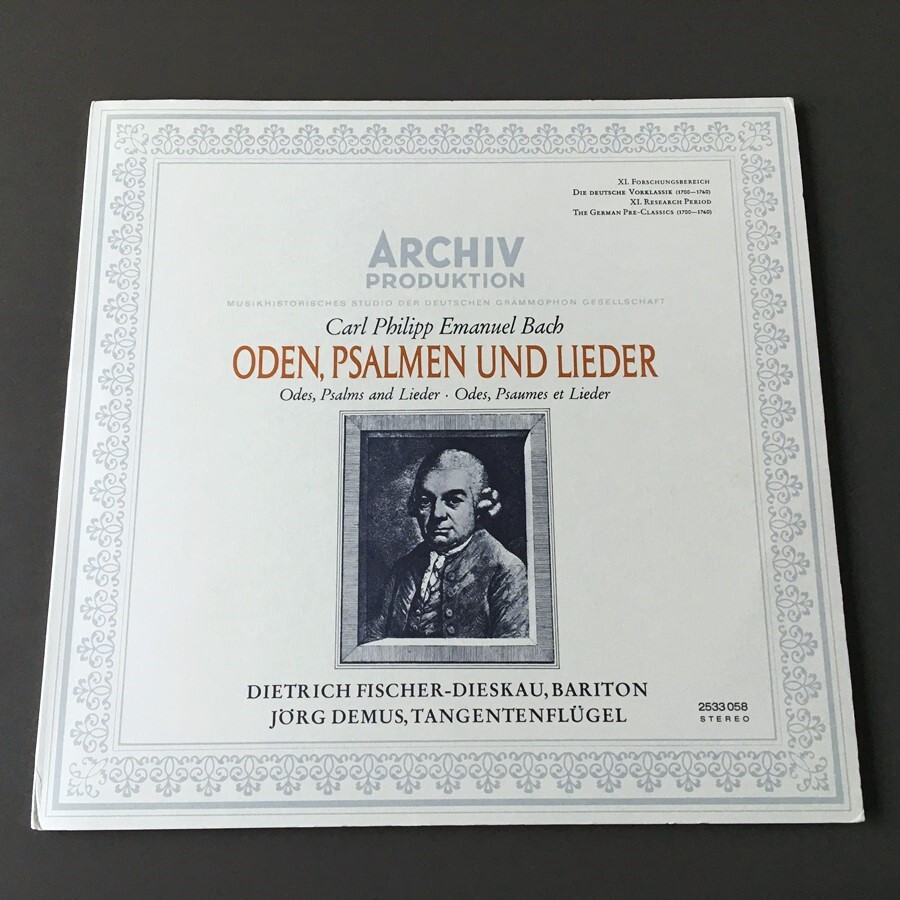 XI. Forschungsbereich
Die deutsche Vorklassik (1700—1760)
XI. Research Period
The German Pre-Classics (1700—1760)
ARCHIV
PRODUKTION
MUSIKHISTORISCHES STUDIO DER DEUTSCHEN GRAMMOPHON GESELLSCHAFT
Carl Philipp Emanuel Bach
ODEN, PSALMEN UND LIEDER
Odes, Psalms and Lieder · Odes, Psaumes et Lieder
DIETRICH FISCHER-DIESKAU, BARITON
JÖRG DEMUS, TANGENTENFLÜGEL
2533 058
STEREO